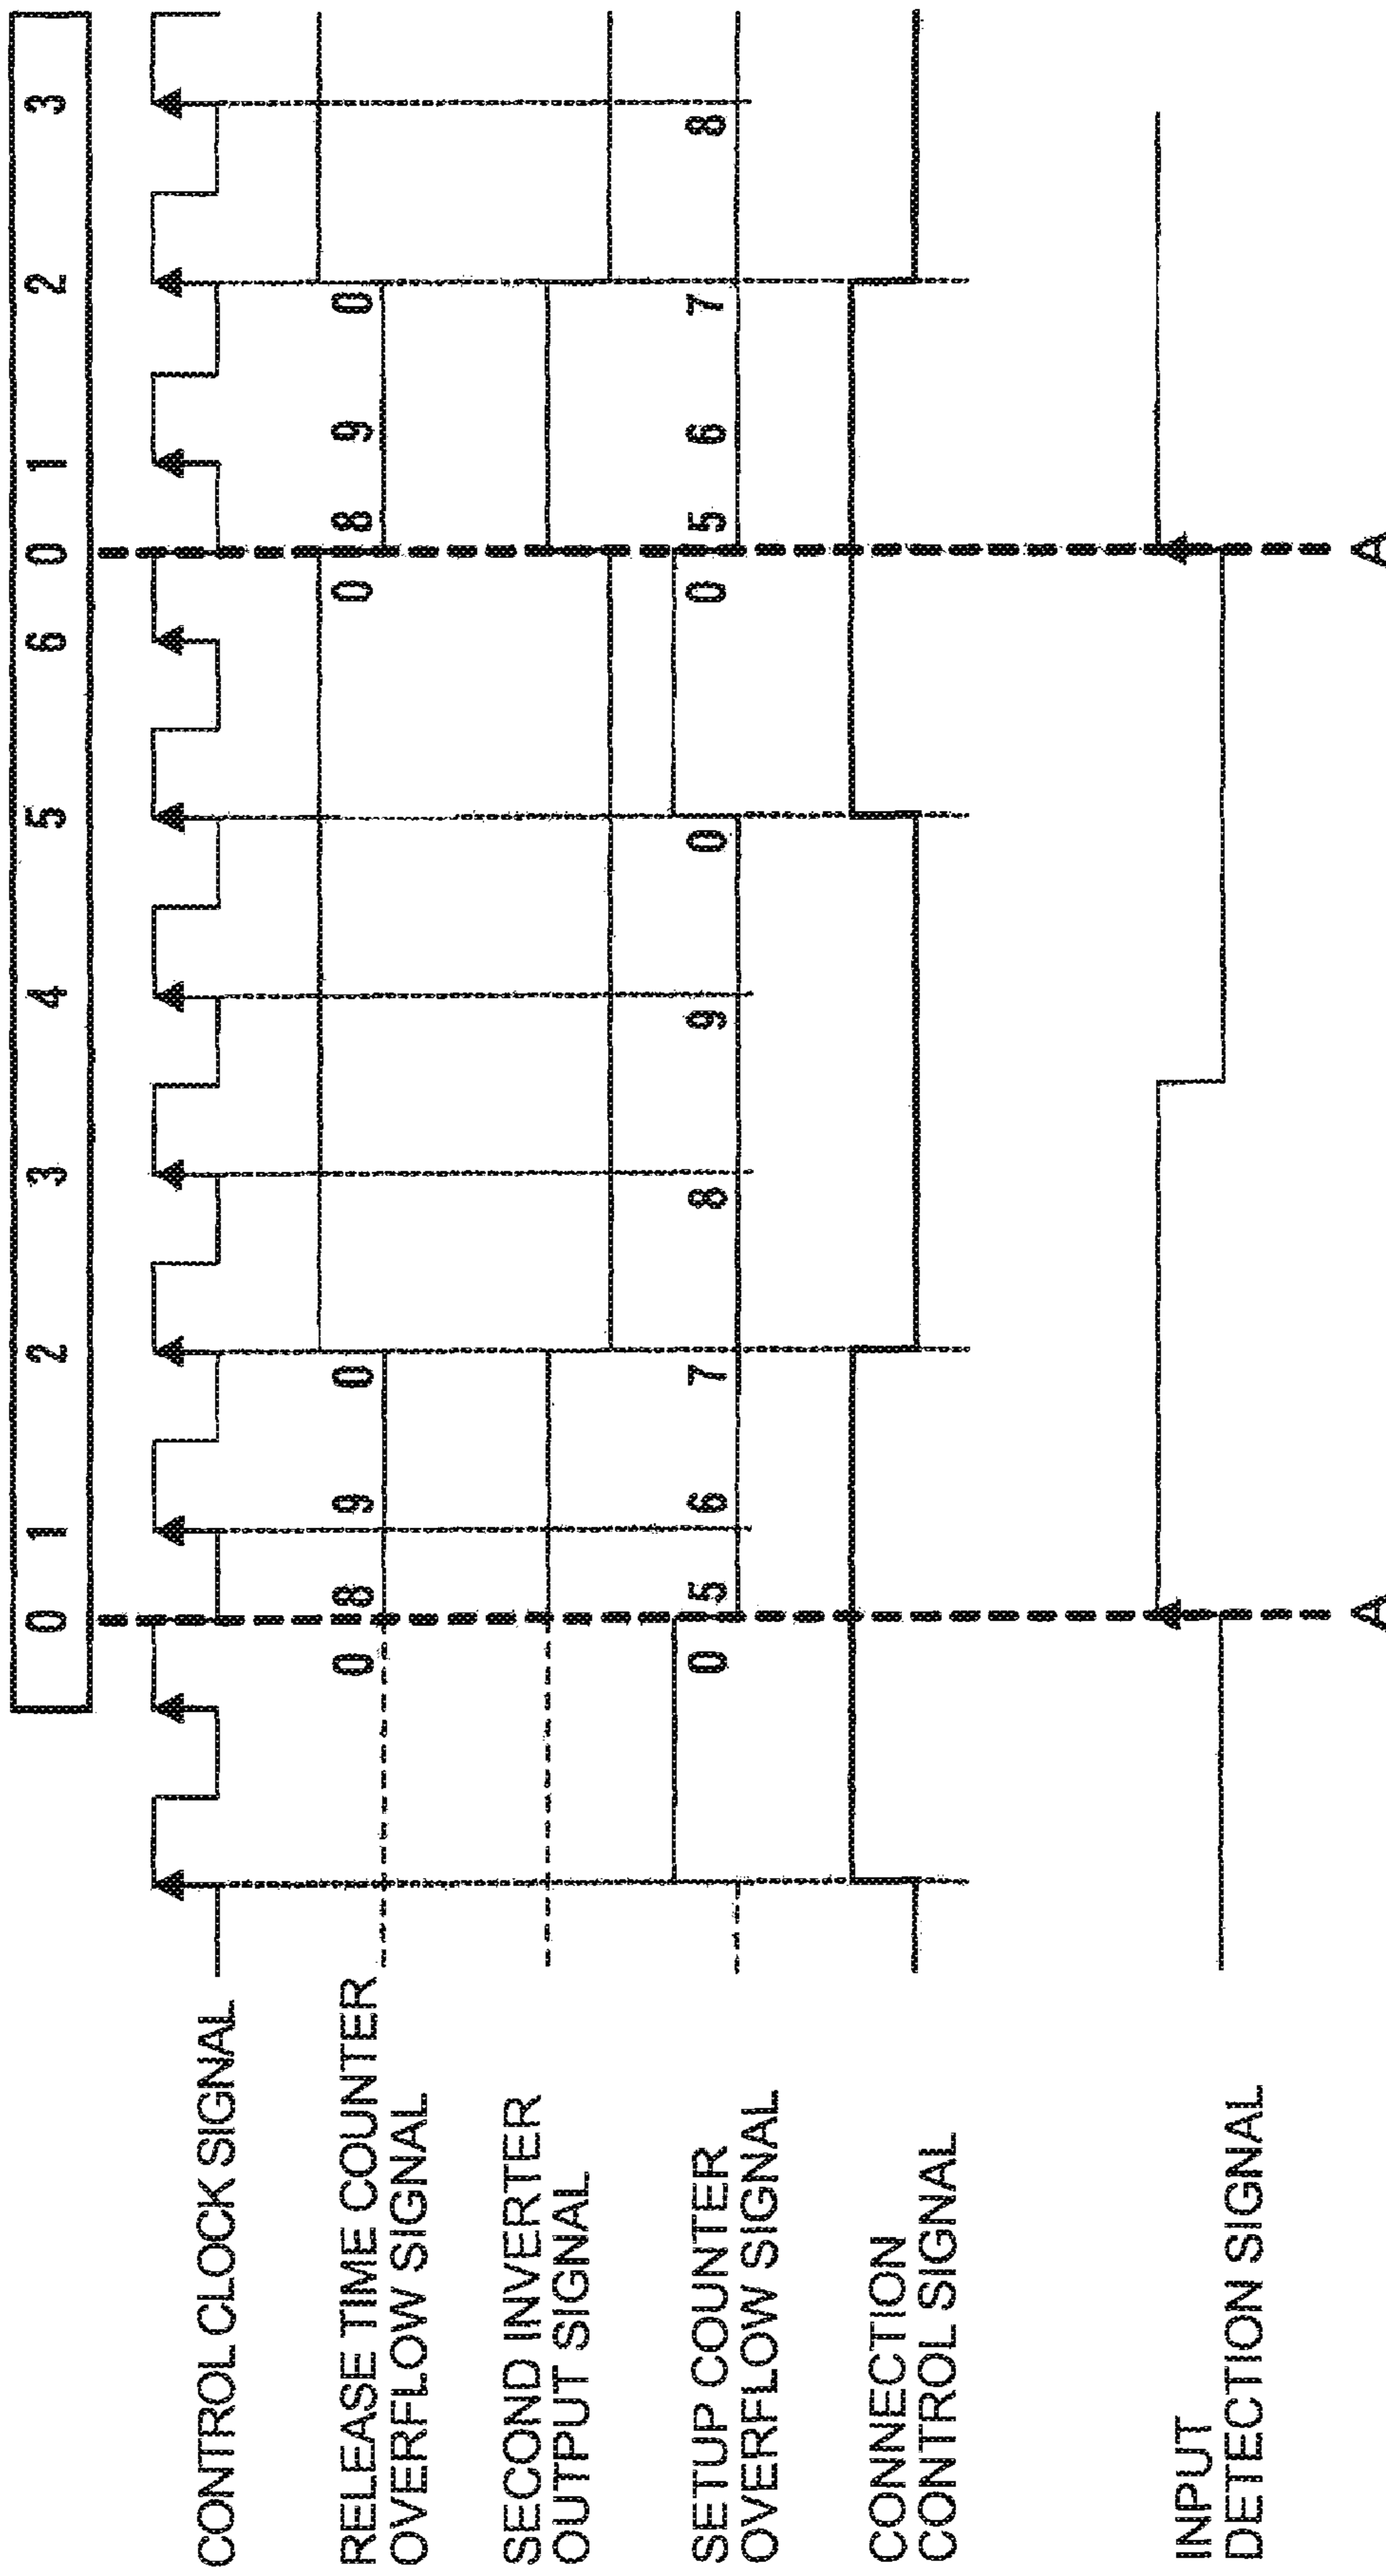 0 1 2 3 4 5 6 0 1 2 3
CONTROL CLOCK SIGNAL
RELEASE TIME COUNTER
OVERFLOW SIGNAL
0 8 9 0 0 8 9 0
SECOND INVERTER
OUTPUT SIGNAL
SETUP COUNTER
OVERFLOW SIGNAL
0 5 6 7 8 9 0 0 5 6 7 8
CONNECTION
CONTROL SIGNAL
INPUT
DETECTION SIGNAL
A A